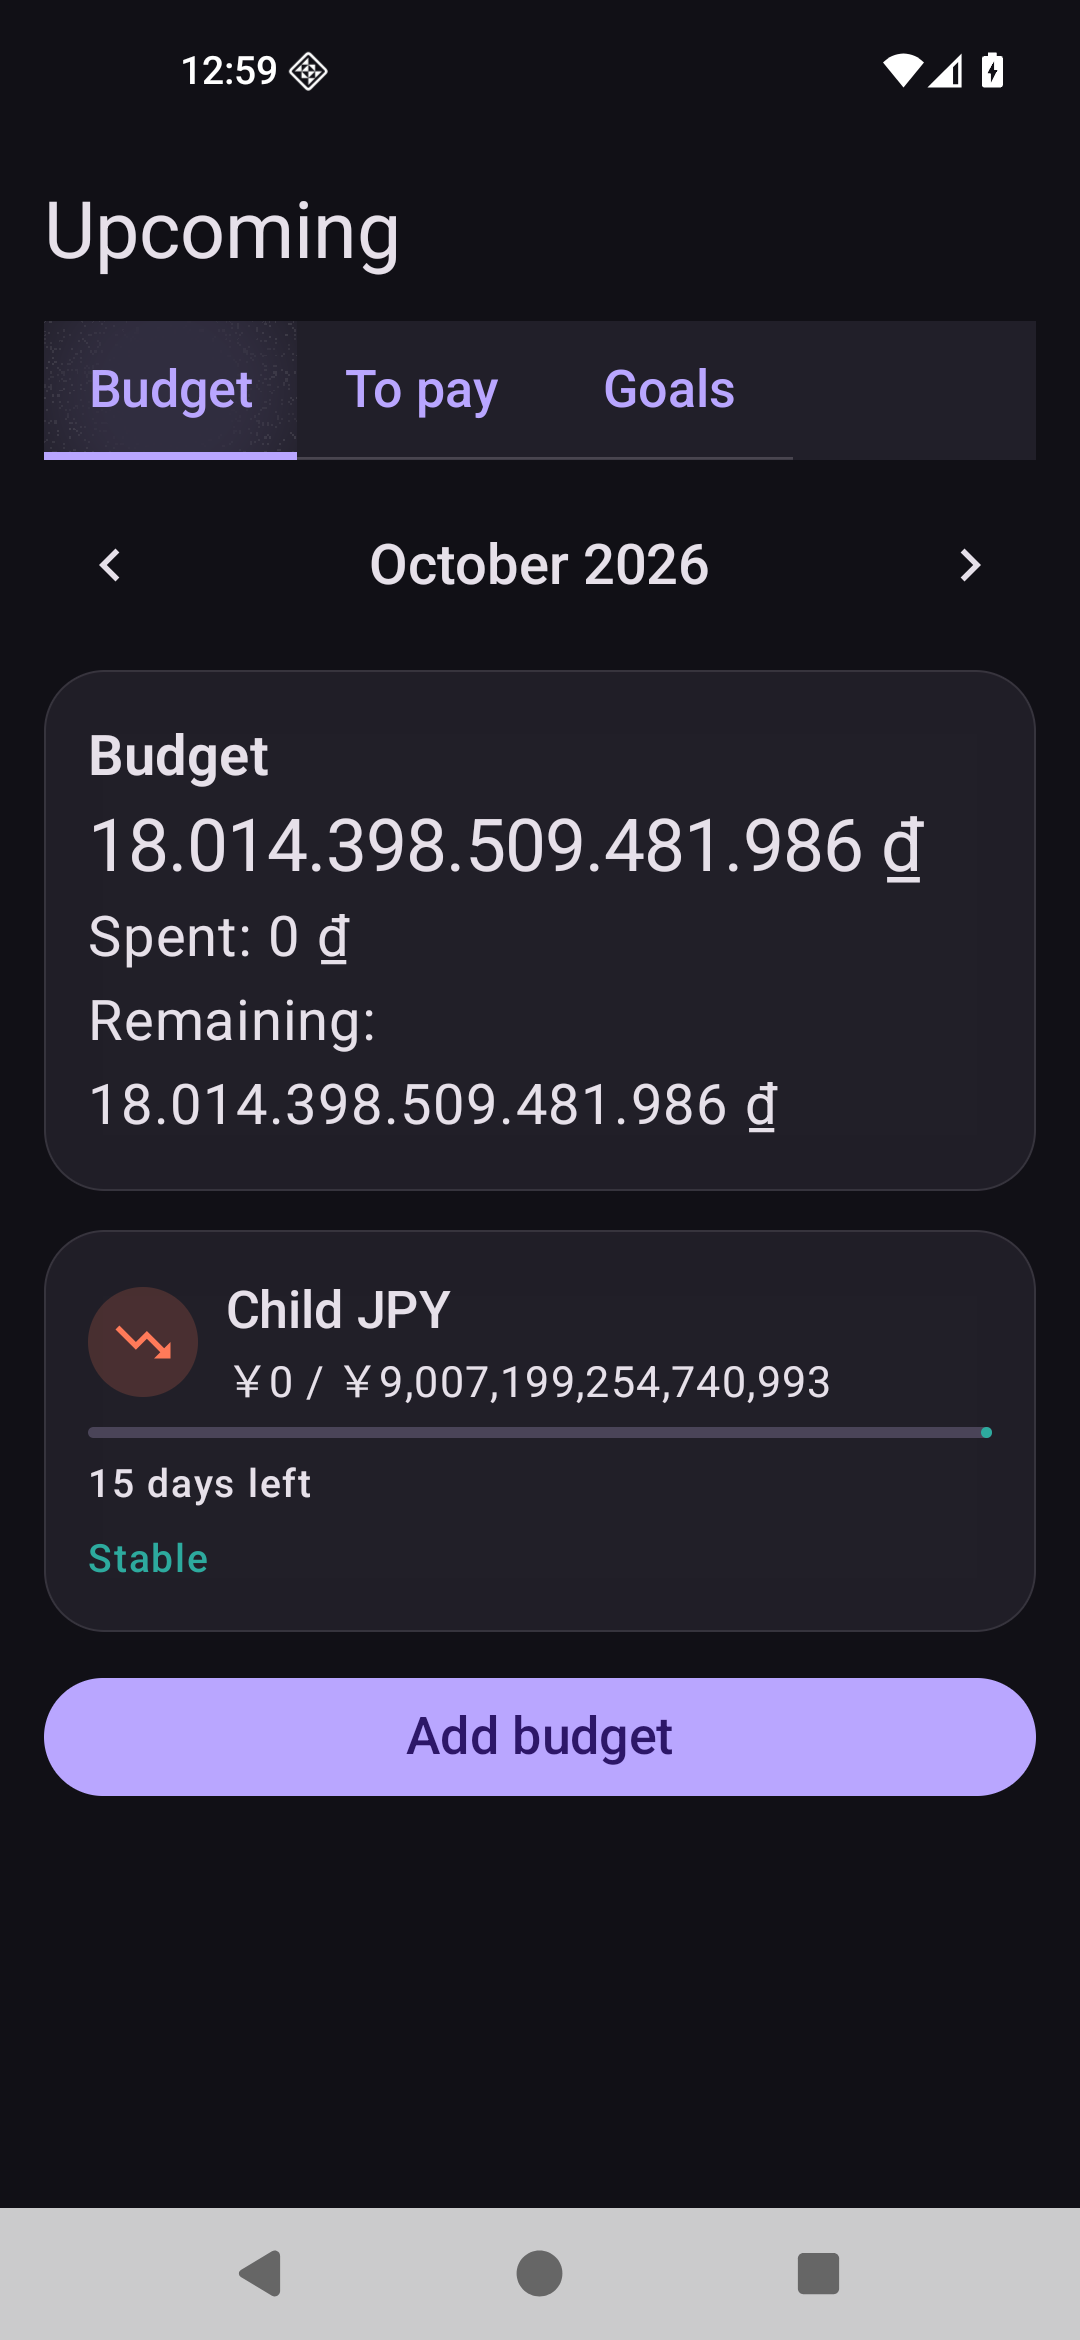 12:59
Upcoming
Budget To pay Goals
October 2026
Budget
18.014.398.509.481.986 ₫
Spent: 0 ₫
Remaining:
18.014.398.509.481.986 ₫
Child JPY
￥0 / ￥9,007,199,254,740,993
15 days left
Stable
Add budget